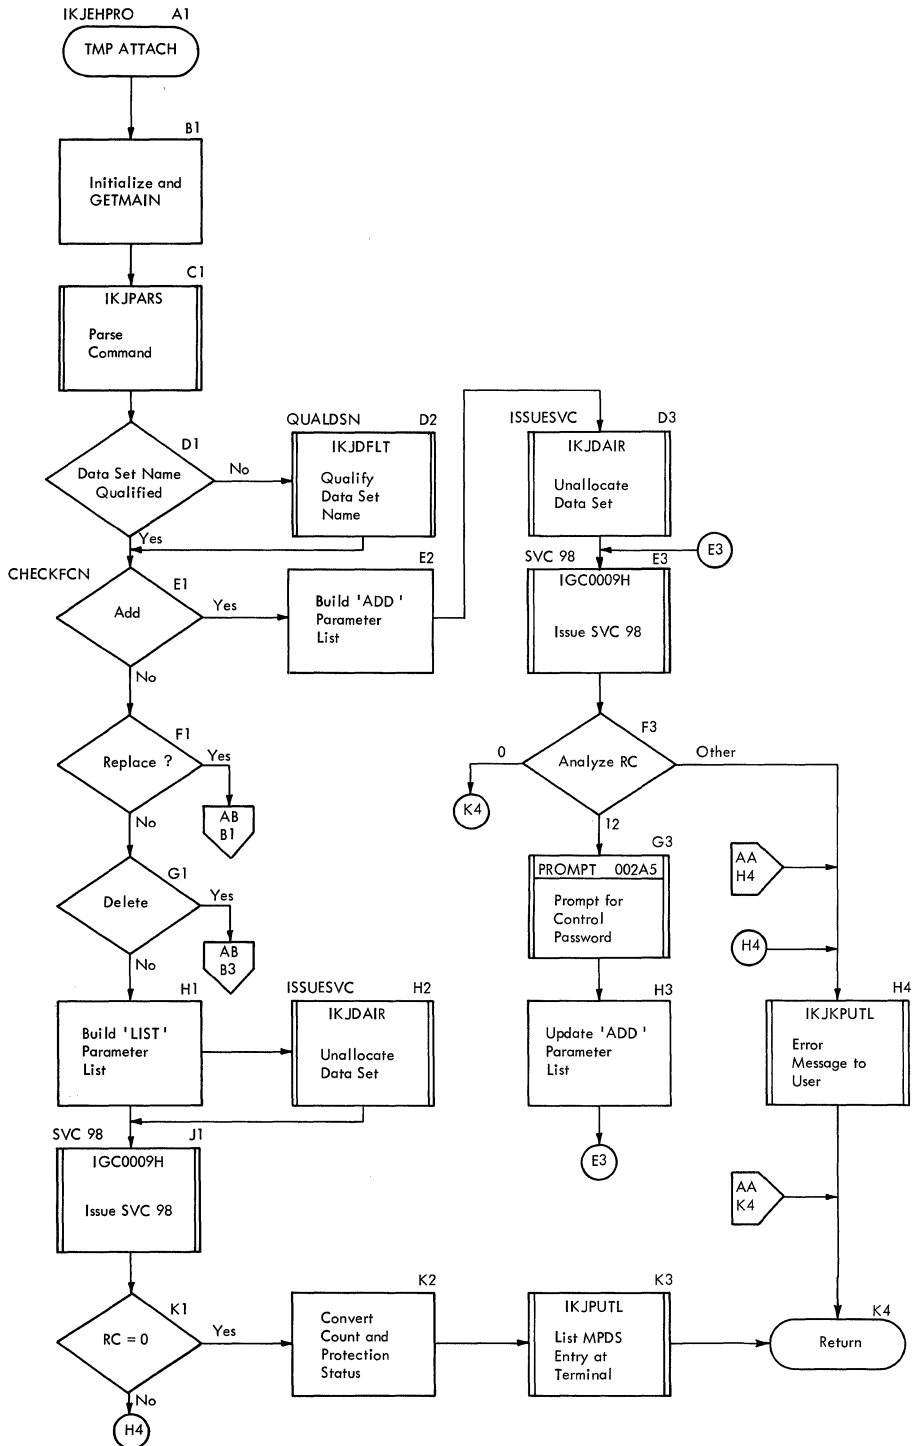 IKJEHPRO A1
TMP ATTACH
B1
Initialize and
GETMAIN
C1
IKJPARS
Parse
Command
D1
Data Set Name
Qualified
No
Yes
QUALDSN D2
IKJDFLT
Qualify
Data Set
Name
CHECKFCN
E1
Add
Yes
No
E2
Build 'ADD'
Parameter
List
F1
Replace ?
Yes
No
AB
B1
G1
Delete
Yes
No
AB
B3
H1
Build 'LIST'
Parameter
List
ISSUESVC H2
IKJDAIR
Unallocate
Data Set
SVC 98 J1
IGC0009H
Issue SVC 98
K1
RC = 0
Yes
No
H4
K2
Convert
Count and
Protection
Status
K3
IKJPUTL
List MPDS
Entry at
Terminal
ISSUESVC D3
IKJDAIR
Unallocate
Data Set
E3
SVC 98 E3
IGC0009H
Issue SVC 98
F3
Analyze RC
0
Other
12
K4
G3
PROMPT 002A5
Prompt for
Control
Password
H3
Update 'ADD'
Parameter
List
E3
AA
H4
H4
H4
IKJKPUTL
Error
Message to
User
AA
K4
K4
Return